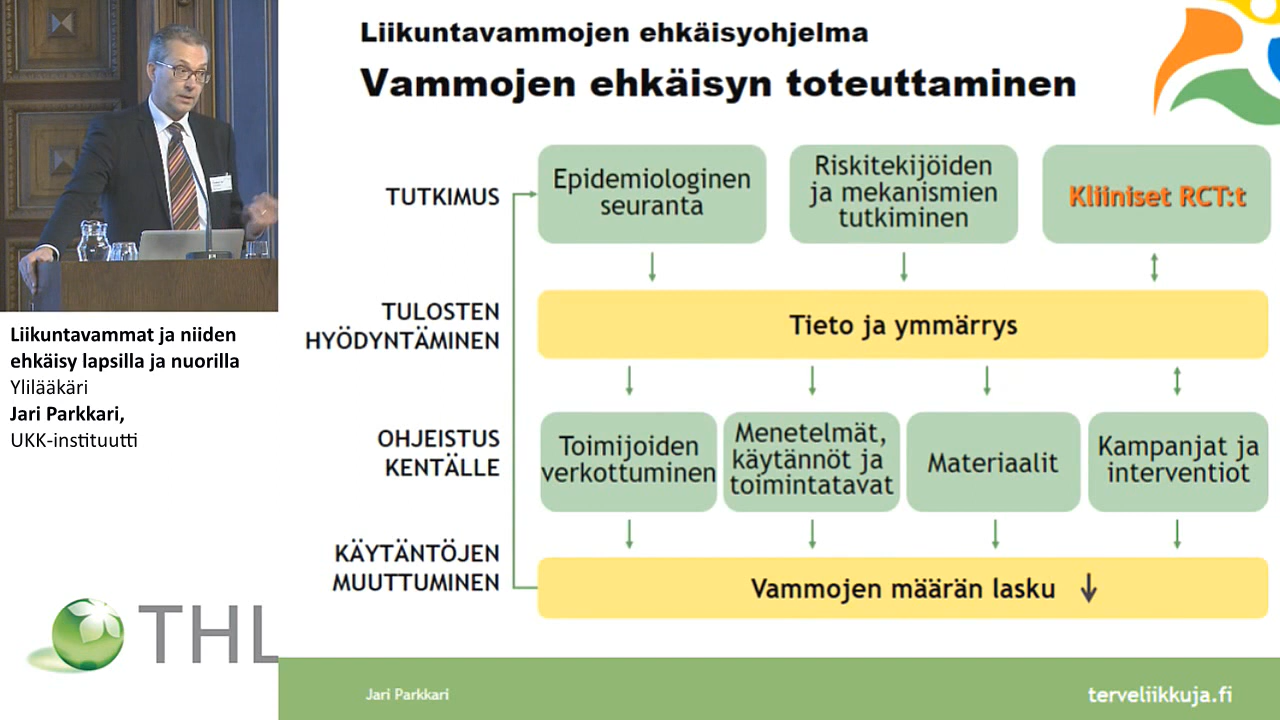 Liikuntavammojen ehkäisyohjelma
Vammojen ehkäisyn toteuttaminen
TUTKIMUS
Epidemiologinen
seuranta
Riskitekijöiden
ja mekanismien
tutkiminen
Kliiniset RCT:t
TULOSTEN
HYÖDYNTÄMINEN
Tieto ja ymmärrys
OHJEISTUS
KENTÄLLE
Toimijoiden
verkottuminen
Menetelmät,
käytännöt ja
toimintatavat
Materiaalit
Kampanjat ja
interventiot
KÄYTÄNTÖJEN
MUUTTUMINEN
Vammojen määrän lasku
Liikuntavammat ja niiden
ehkäisy lapsilla ja nuorilla
Ylilääkäri
Jari Parkkari,
UKK-instituutti
THL
Jari Parkkari
terveliikkuja.fi